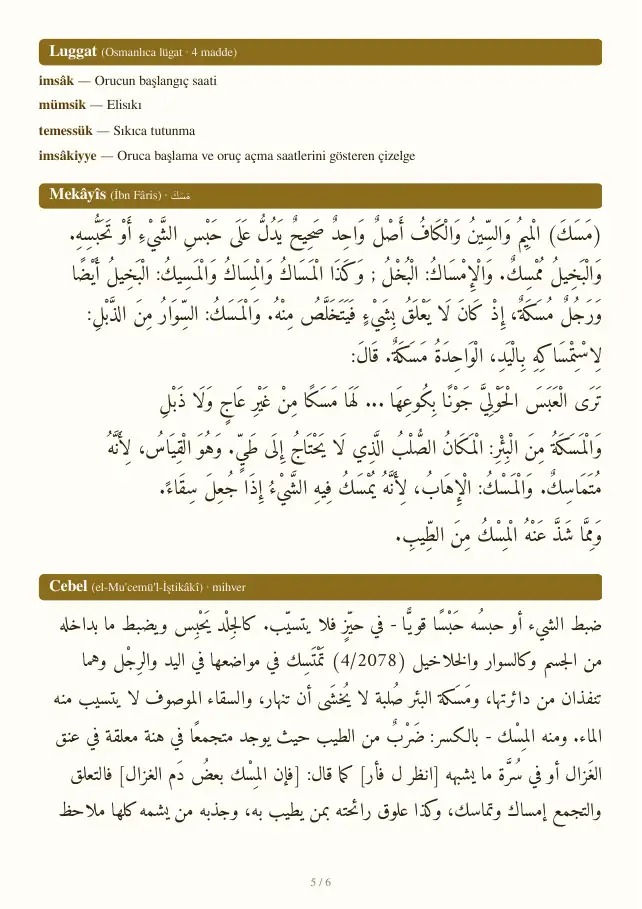 Luggat (Osmanlıca lügat · 4 madde)
imsâk — Orucun başlangıç saati
mümsik — Elisıkı
temessük — Sıkıca tutunma
imsâkiyye — Oruca başlama ve oruç açma saatlerini gösteren çizelge
Mekâyîs (İbn Fâris) · مَسَكَ
(مَسَكَ) الْمِيمُ وَالسِّينُ وَالْكَافُ أَصْلٌ وَاحِدٌ صَحِيحٌ يَدُلُّ عَلَى حَبْسِ الشَّيْءِ أَوْ تَحَبُّسِهِ.
وَالْبَخِيلُ مُمْسِكٌ. وَالْإِمْسَاكُ: الْبُخْلُ ; وَكَذَا الْمَسَاكُ وَالْمِسَاكُ وَالْمَسِيكُ: الْبَخِيلُ أَيْضًا
وَرَجُلٌ مُسَكَةٌ، إِذْ كَانَ لَا يَعْلَقُ بِشَيْءٍ فَيَتَخَلَّصُ مِنْهُ. وَالْمَسَكُ: السِّوَارُ مِنَ الذَّبْلِ:
لِاسْتِمْسَاكِهِ بِالْيَدِ، الْوَاحِدَةُ مَسَكَةٌ. قَالَ:
تَرَى الْعَبَسَ الْحَوْلِيَّ جَوْنًا بِكُوعِهَا ... لَهَا مَسَكًا مِنْ غَيْرِ عَاجٍ وَلَا ذَبْلِ
وَالْمَسَكَةُ مِنَ الْبِئْرِ: الْمَكَانُ الصُّلْبُ الَّذِي لَا يَحْتَاجُ إِلَى طَيٍّ. وَهُوَ الْقِيَاسُ، لِأَنَّهُ
مُتَمَاسِكٌ. وَالْمَسْكُ: الْإِهَابُ، لِأَنَّهُ يُمْسَكُ فِيهِ الشَّيْءُ إِذَا جُعِلَ سِقَاءً.
وَمِمَّا شَذَّ عَنْهُ الْمِسْكُ مِنَ الطِّيبِ.
Cebel (el-Mu'cemü'l-İştikâkî) · mihver
ضبط الشيء أو حبسُه حَبْسًا قويًّا - في حيّزٍ فلا يتسيّب. كالجِلْد يَحْبِس ويضبط ما بداخله
من الجسم وكالسوار والخلاخيل (4/2078) تَمْتَسِك في مواضعها في اليد والرِجْل وهما
تنفذان من دائرتها، ومَسَكة البئر صُلبة لا يُخشَى أن تنهار، والسقاء الموصوف لا يتسيب منه
الماء. ومنه المِسْك - بالكسر: ضَرْبٌ من الطيب حيث يوجد متجمعًا في هنة معلقة في عنق
الغَزال أو في سُرَّة ما يشبهه [انظر ل فأر] كما قال: [فإن المِسْك بعضُ دَم الغزال] فالتعلق
والتجمع إمساك وتماسك، وكذا علوق رائحته بمن يطيب به، وجذبه من يشمه كلها ملاحظ
5 / 6